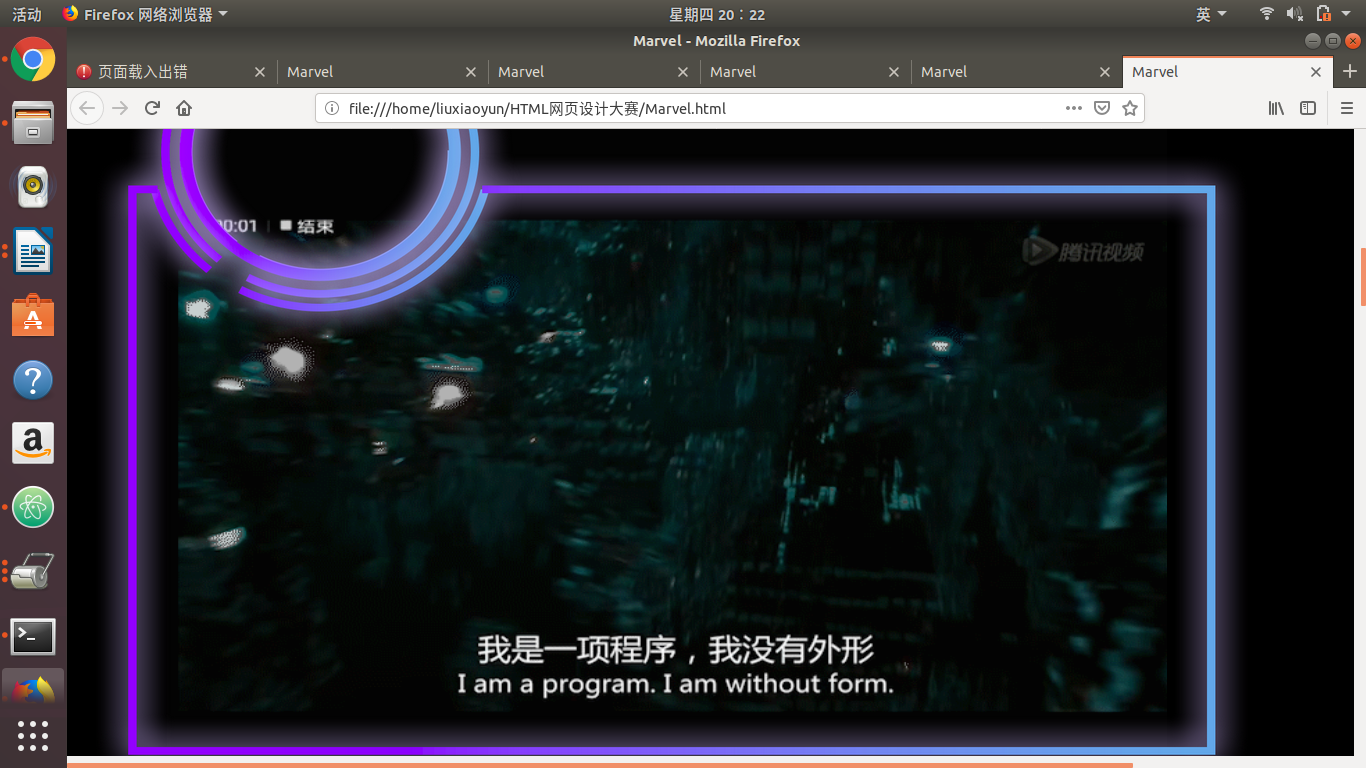 活动
Firefox 网络浏览器
星期四 20：22
英
Marvel - Mozilla Firefox
页面载入出错
Marvel
Marvel
Marvel
Marvel
Marvel
file:///home/liuxiaoyun/HTML网页设计大赛/Marvel.html
00:01
结束
腾讯视频
我是一项程序，我没有外形
I am a program. I am without form.